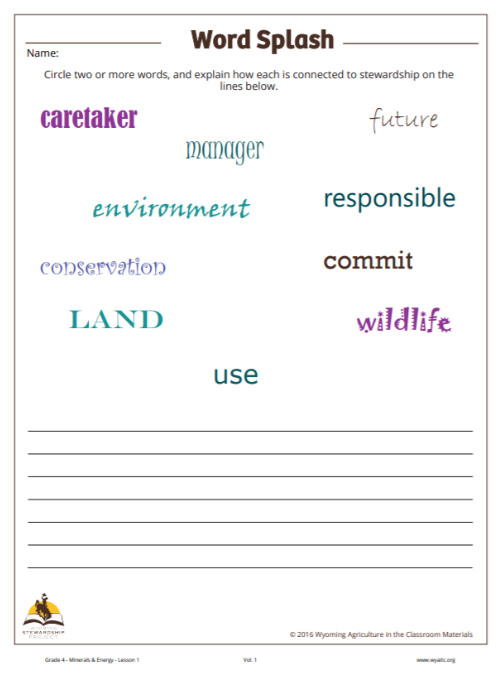 Word Splash
Name:
Circle two or more words, and explain how each is connected to stewardship on the
lines below.
caretaker
future
manager
environment
responsible
conservation
commit
LAND
wildlife
use
WYOMING
STEWARDSHIP
PROJECT
© 2016 Wyoming Agriculture in the Classroom Materials
Grade 4 - Minerals & Energy - Lesson 1
Vol. 1
www.wyaitc.org